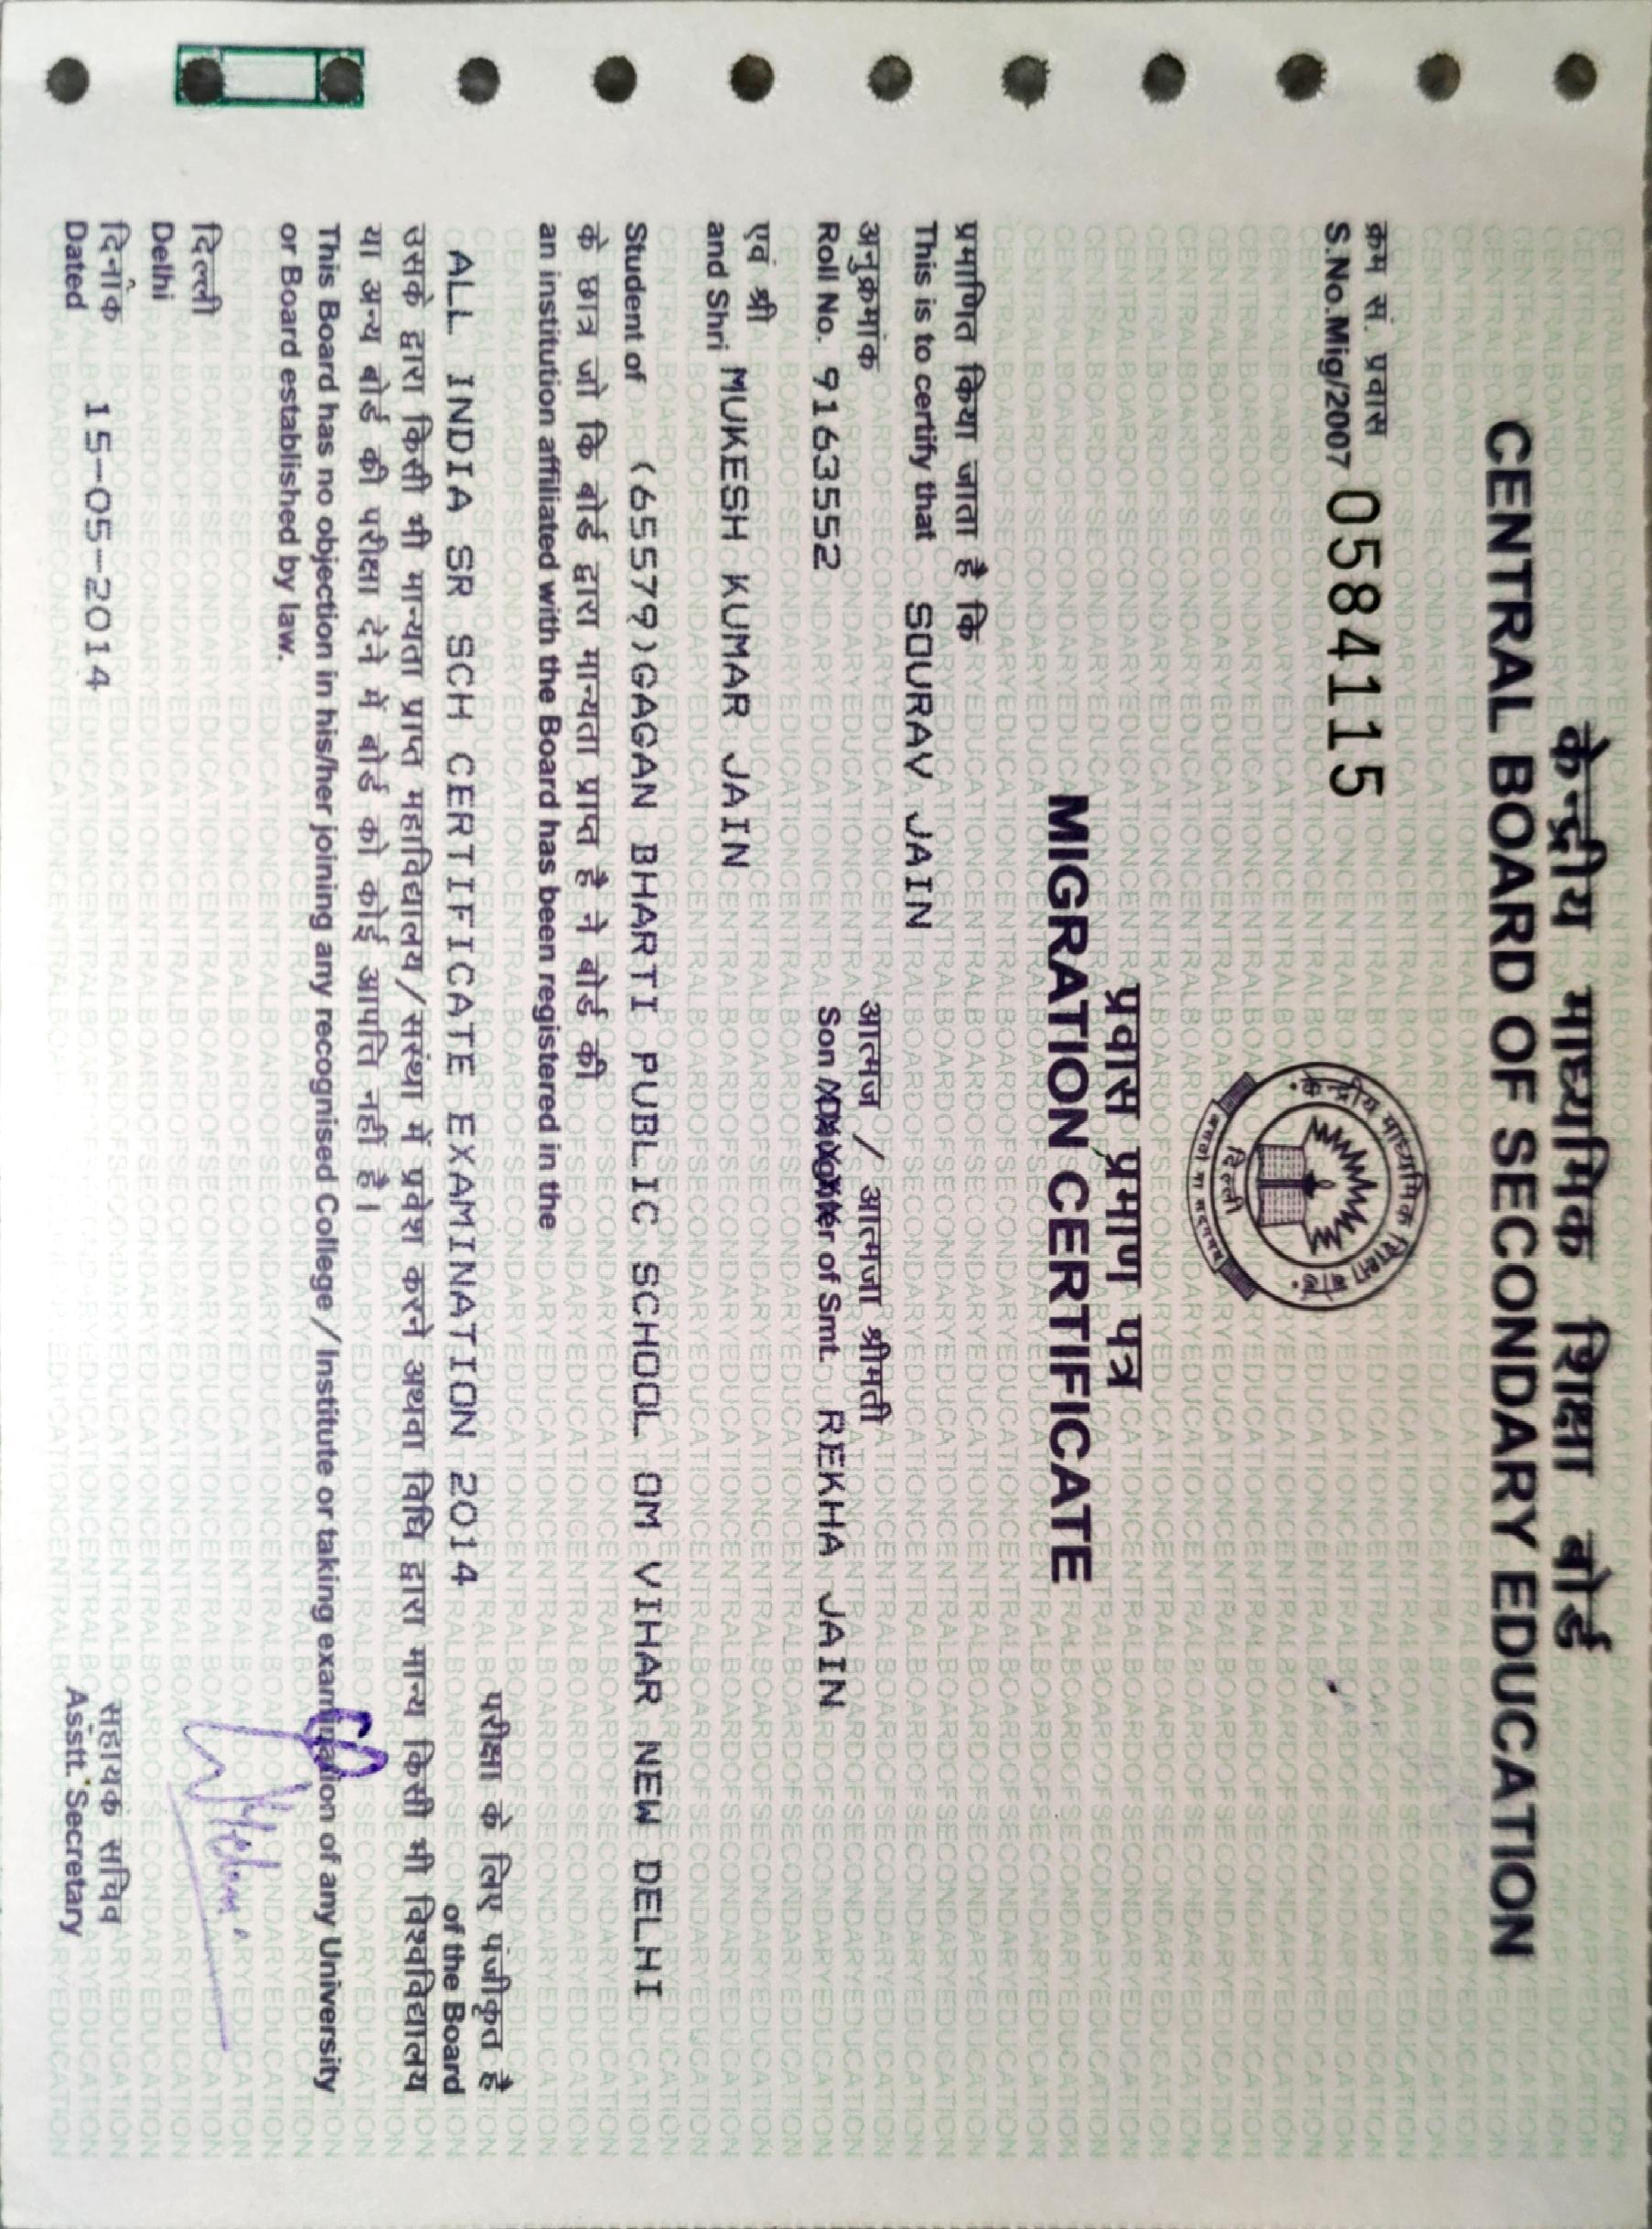 केन्द्रीय माध्यमिक शिक्षा बोर्ड
CENTRAL BOARD OF SECONDARY EDUCATION
क्रम सं. प्रवास
S.No.Mig/2007 0584115
केन्द्रीय माध्यमिक शिक्षा बोर्ड
दिल्ली
असतो मा सद्गमय
प्रवास प्रमाण पत्र
MIGRATION CERTIFICATE
प्रमाणित किया जाता है कि
This is to certify that SOURAV JAIN
अनुक्रमांक आत्मज / आत्मजा श्रीमती
Roll No. 9163552 Son of Smt. REKHA JAIN
एवं श्री
and Shri MUKESH KUMAR JAIN
Student of (65579)GAGAN BHARTI PUBLIC SCHOOL OM VIHAR NEW DELHI
के छात्र जो कि बोर्ड द्वारा मान्यता प्राप्त है ने बोर्ड की
an institution affiliated with the Board has been registered in the
परीक्षा के लिए पंजीकृत है
ALL INDIA SR SCH CERTIFICATE EXAMINATION 2014 of the Board
उसके द्वारा किसी भी मान्यता प्राप्त महाविद्यालय/संस्था में प्रवेश करने अथवा विधि द्वारा मान्य किसी भी विश्वविद्यालय
या अन्य बोर्ड की परीक्षा देने में बोर्ड को कोई आपत्ति नहीं है।
This Board has no objection in his/her joining any recognised College / Institute or taking examination of any University
or Board established by law.
दिल्ली
Delhi
दिनाँक सहायक सचिव
Dated 15-05-2014 Asstt. Secretary